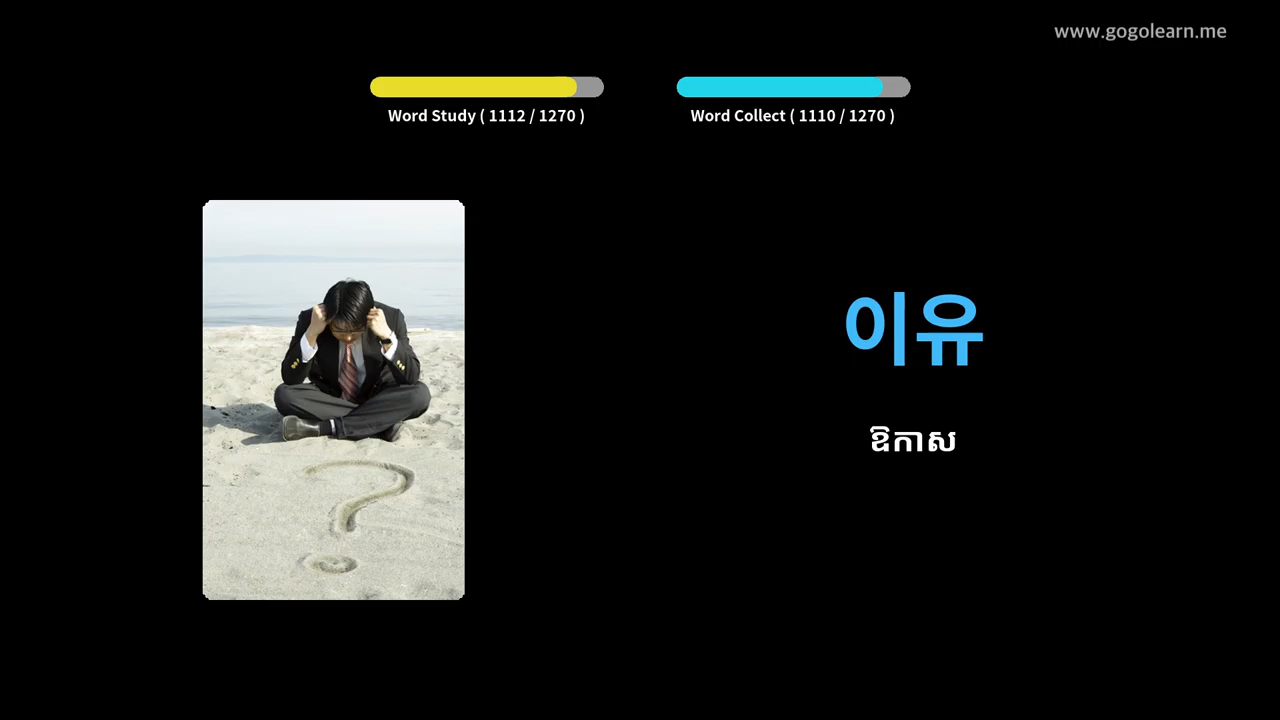 www.gogolearn.me
Word Study ( 1112 / 1270 )
Word Collect ( 1110 / 1270 )
이유
ឱកាស